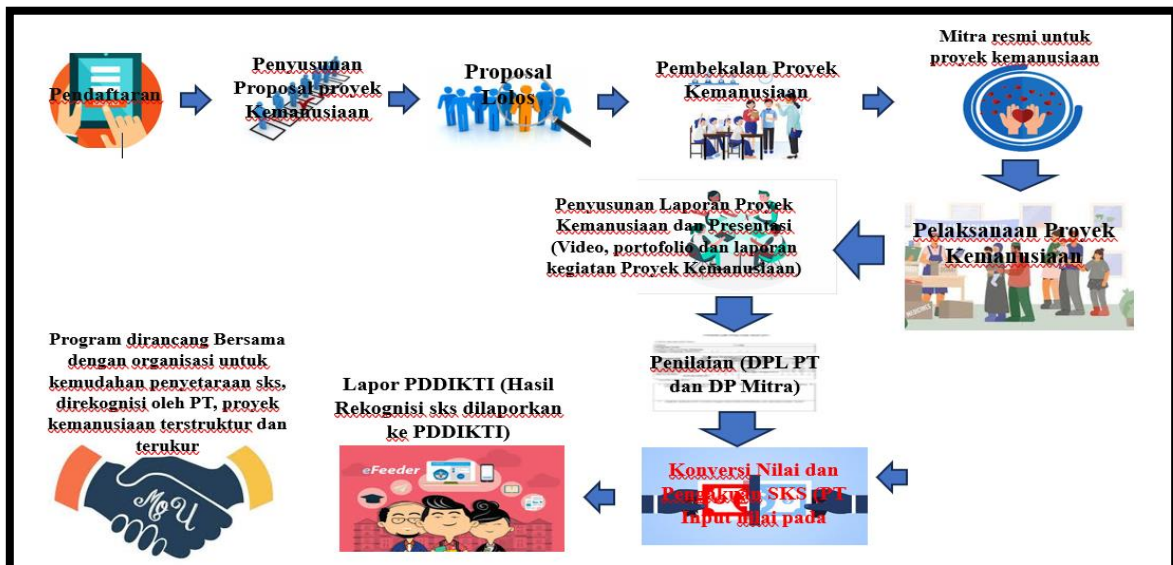 Pendaftaran
Penyusunan
Proposal proyek
Kemanusiaan
Proposal
Lolos
Pembekalan Proyek
Kemanusiaan
Mitra resmi untuk
proyek kemanusiaan
Pelaksanaan Proyek
Kemanusiaan
Penyusunan Laporan Proyek
Kemanusiaan dan Presentasi
(Video, portofolio dan laporan
kegiatan Proyek Kemanusiaan)
Penilaian (DPL PT
dan DP Mitra)
Konversi Nilai dan
Pengakuan SKS (PT
Input nilai pada
Lapor PDDIKTI (Hasil
Rekognisi sks dilaporkan
ke PDDIKTI)
eFeeder
Program dirancang Bersama
dengan organisasi untuk
kemudahan penyetaraan sks,
direkognisi oleh PT, proyek
kemanusiaan terstruktur dan
terukur
MoU